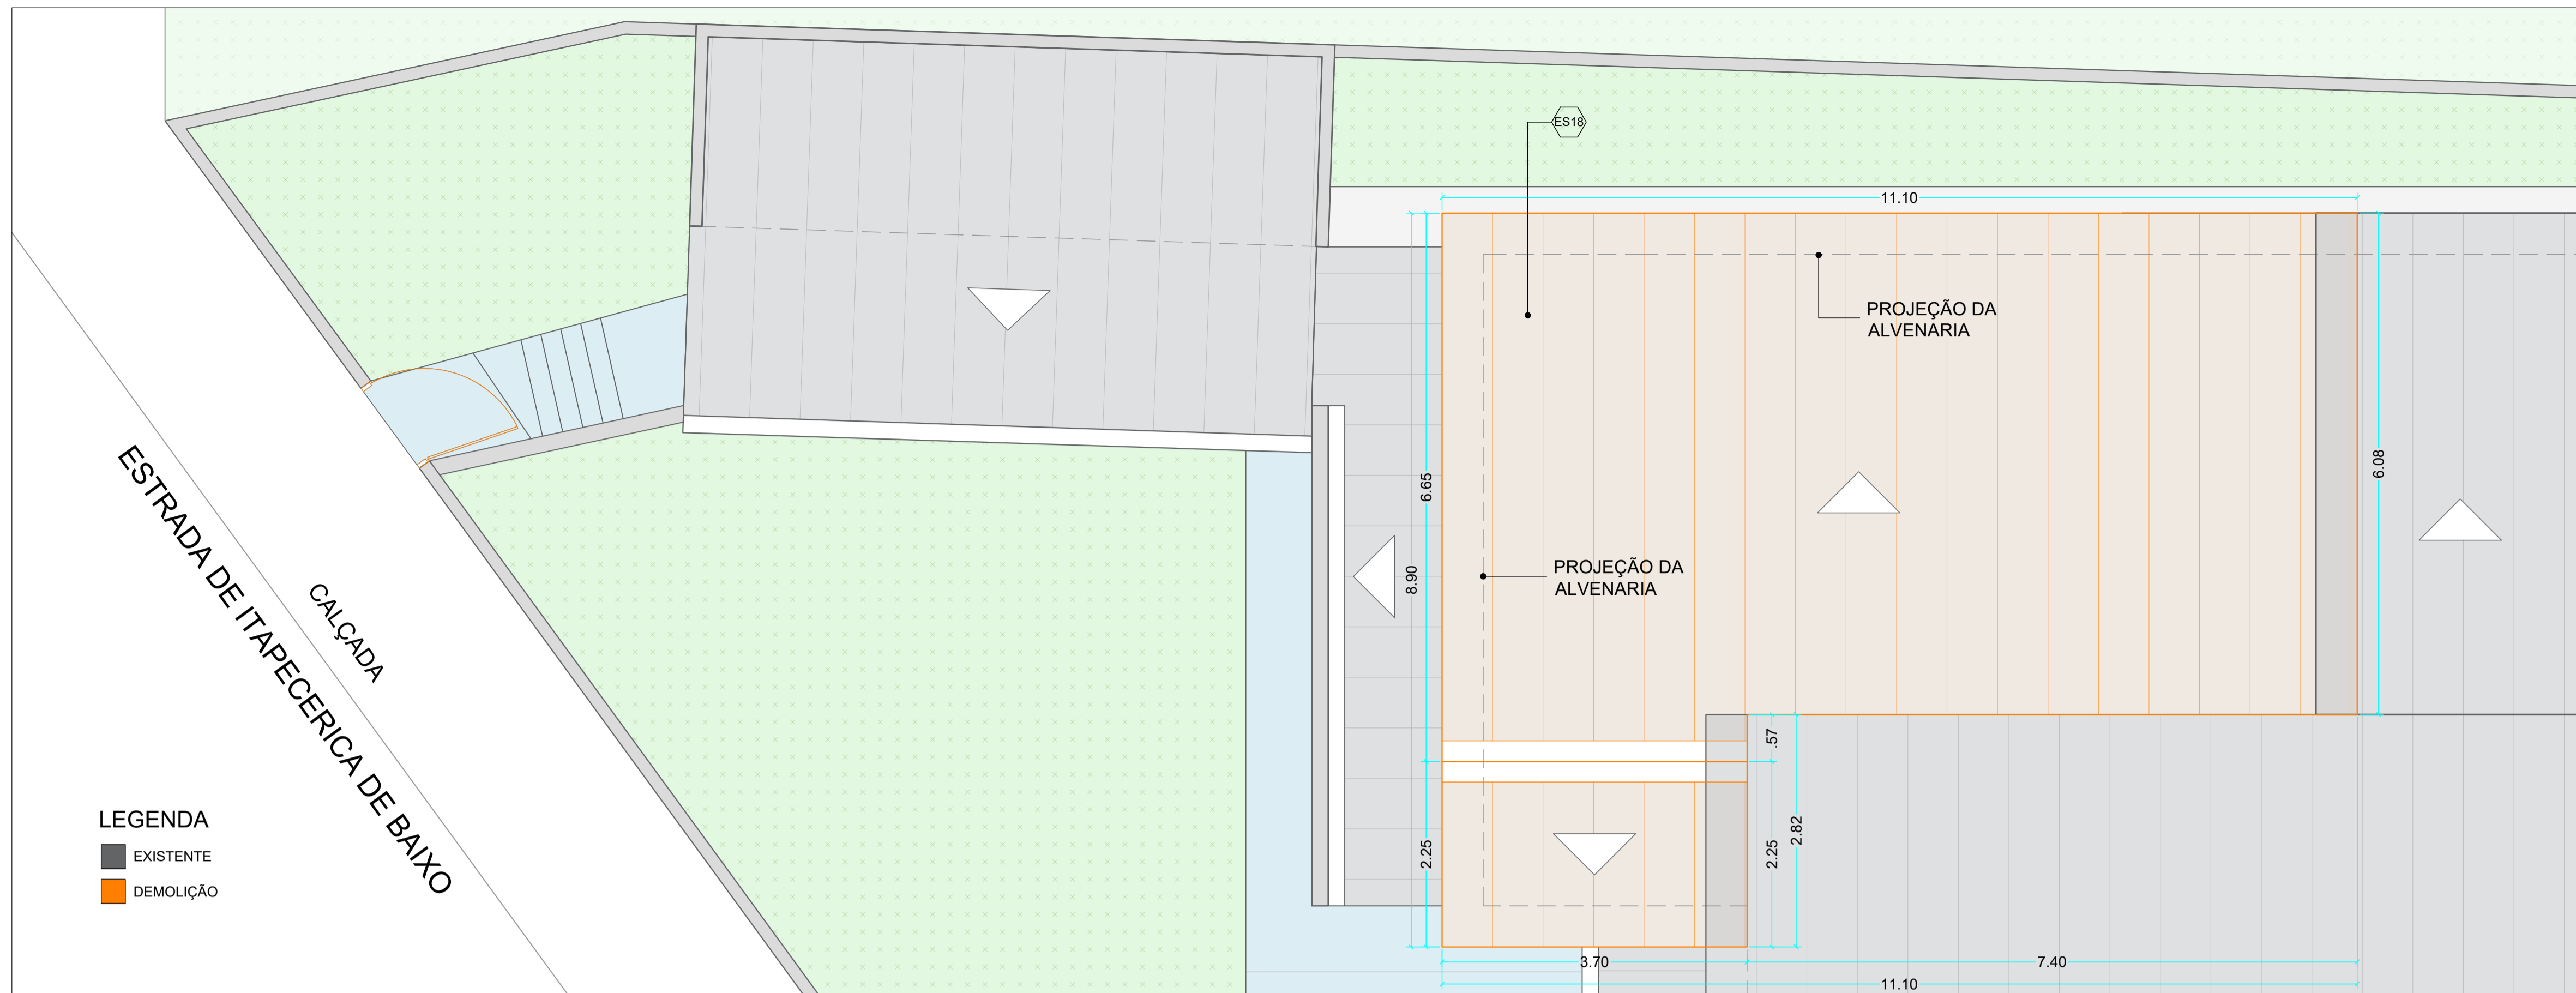 ES18
11.10
PROJEÇÃO DA
ALVENARIA
6.65
6.08
8.90
PROJEÇÃO DA
ALVENARIA
ESTRADA DE ITAPECERICA DE BAIXO
CALÇADA
.57
2.25
2.25
2.82
LEGENDA
EXISTENTE
DEMOLIÇÃO
3.70
7.40
11.10